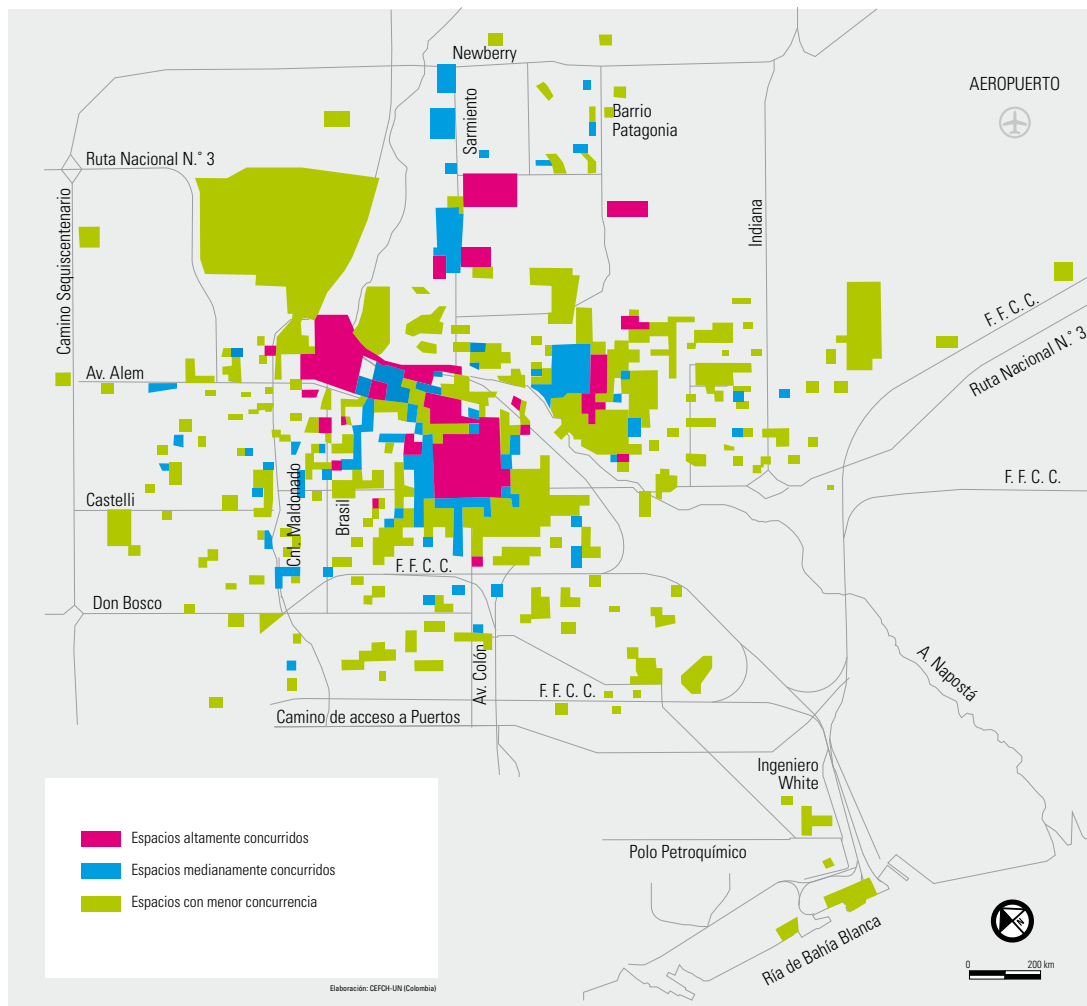 Newberry
AEROPUERTO
Sarmiento
Barrio
Patagonia
Ruta Nacional N.° 3
Camino Sequiscentenario
Indiana
F. F. C. C.
Ruta Nacional N.° 3
Av. Alem
F. F. C. C.
Castelli
Cnl. Maldonado
Brasil
F. F. C. C.
Don Bosco
A. Napostá
Av. Colón
F. F. C. C.
Camino de acceso a Puertos
Ingeniero
White
Polo Petroquímico
Ría de Bahía Blanca
Espacios altamente concurridos
Espacios medianamente concurridos
Espacios con menor concurrencia
Elaboración: CEFCH-UN (Colombia)
N
0 200 km